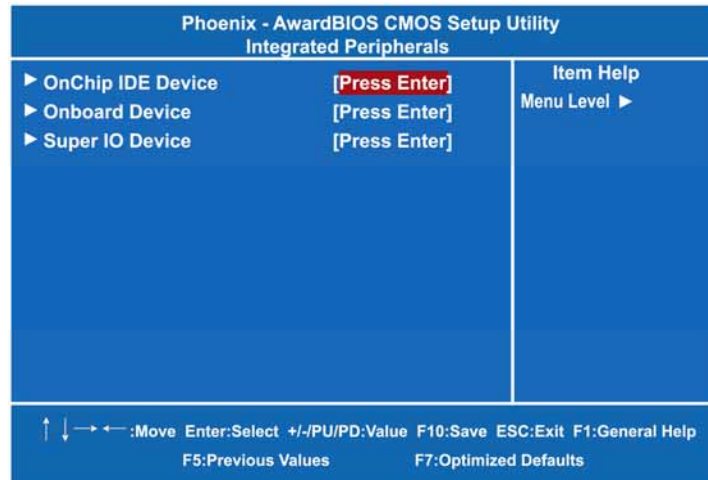 Phoenix - AwardBIOS CMOS Setup Utility
Integrated Peripherals
▶ OnChip IDE Device [Press Enter]
▶ Onboard Device [Press Enter]
▶ Super IO Device [Press Enter]
Item Help
Menu Level ▶
↑ ↓ → ← :Move Enter:Select +/-/PU/PD:Value F10:Save ESC:Exit F1:General Help
F5:Previous Values F7:Optimized Defaults